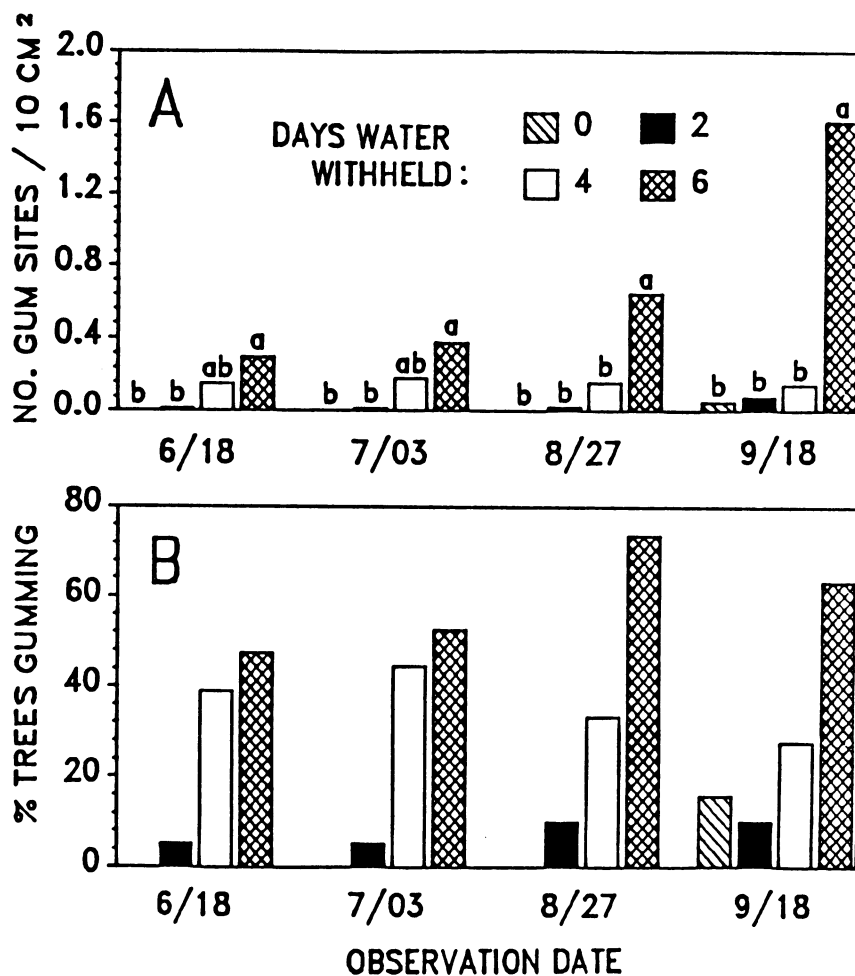 NO. GUM SITES / 10 CM²
2.0
1.6
1.2
0.8
0.4
0.0
A
DAYS WATER WITHHELD:
0 2
4 6
b b ab a
b b ab a
b b b a
b b b a
6/18 7/03 8/27 9/18
% TREES GUMMING
80
60
40
20
0
B
6/18 7/03 8/27 9/18
OBSERVATION DATE